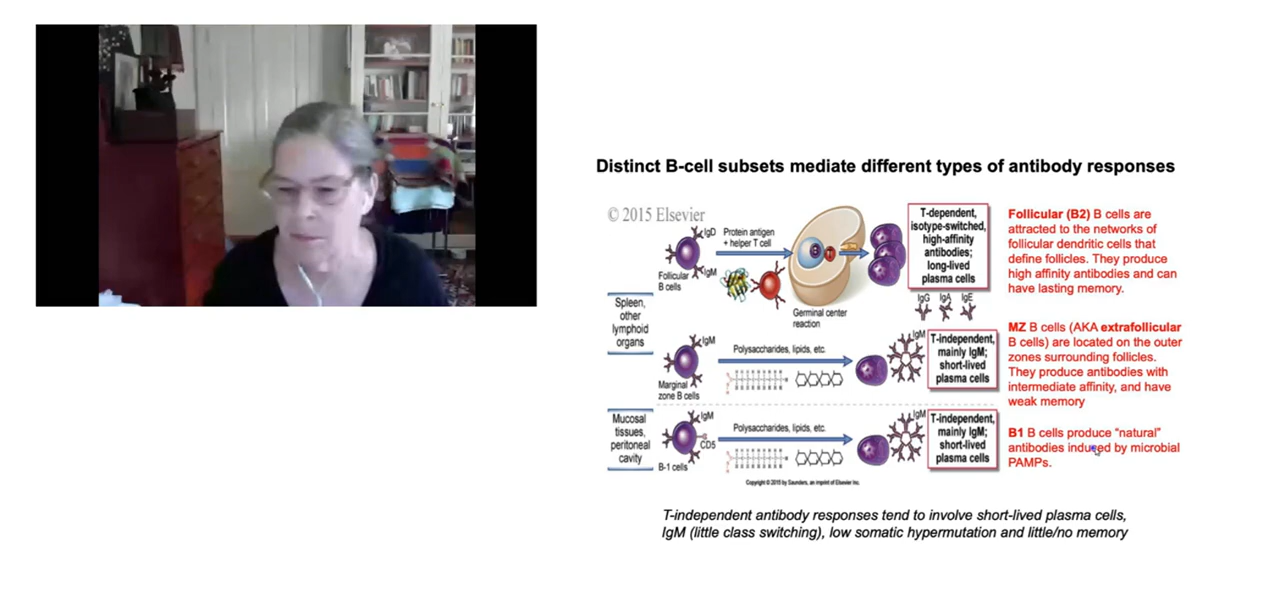 Distinct B-cell subsets mediate different types of antibody responses
© 2015 Elsevier
IgD
IgM
Follicular
B cells
Protein antigen
+ helper T cell
Germinal center
reaction
T-dependent,
isotype-switched,
high-affinity
antibodies;
long-lived
plasma cells
IgG IgA IgE
Follicular (B2) B cells are
attracted to the networks of
follicular dendritic cells that
define follicles. They produce
high affinity antibodies and can
have lasting memory.
Spleen,
other
lymphoid
organs
IgM
Marginal
zone B cells
Polysaccharides, lipids, etc.
IgM
T-independent,
mainly IgM;
short-lived
plasma cells
MZ B cells (AKA extrafollicular
B cells) are located on the outer
zones surrounding follicles.
They produce antibodies with
intermediate affinity, and have
weak memory
Mucosal
tissues,
peritoneal
cavity
IgM
CD5
B-1 cells
Polysaccharides, lipids, etc.
IgM
T-independent,
mainly IgM;
short-lived
plasma cells
B1 B cells produce “natural”
antibodies induced by microbial
PAMPs.
Copyright © 2015 by Saunders, an imprint of Elsevier Inc.
T-independent antibody responses tend to involve short-lived plasma cells,
IgM (little class switching), low somatic hypermutation and little/no memory